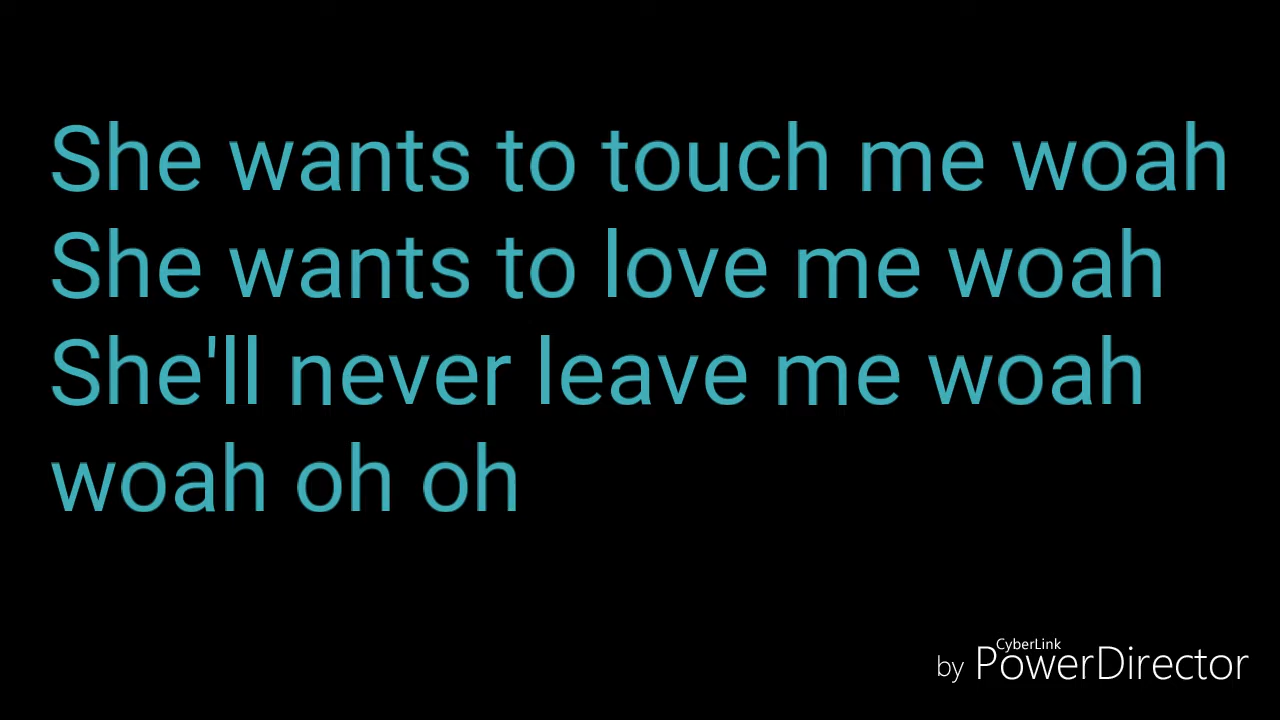 She wants to touch me woah
She wants to love me woah
She'll never leave me woah
woah oh oh
CyberLink
by PowerDirector